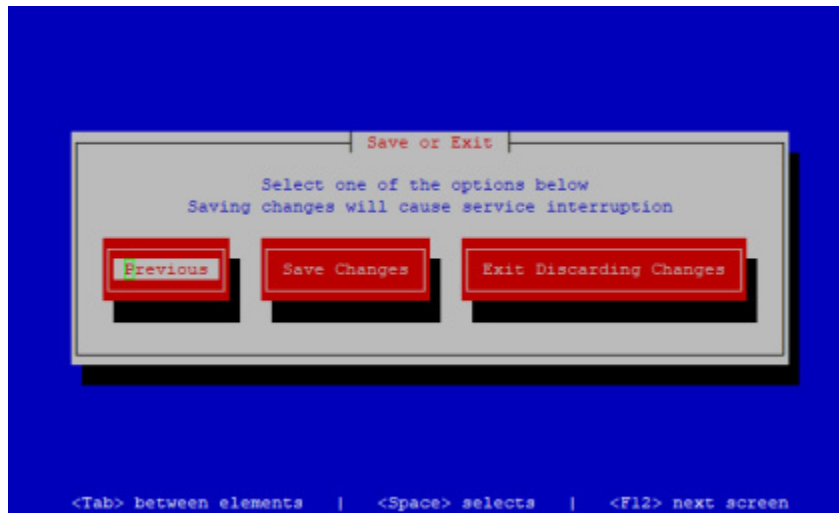 Save or Exit
Select one of the options below
Saving changes will cause service interruption
Previous Save Changes Exit Discarding Changes
<Tab> between elements | <Space> selects | <F12> next screen